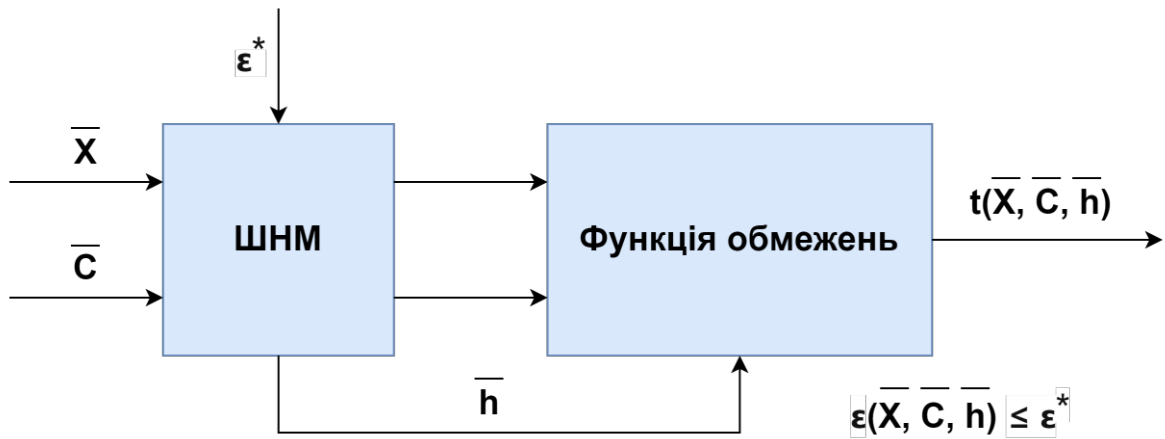 ε*
X̅
C̅
ШНМ
Функція обмежень
t(X̅, C̅, h̅)
h̅
ε(X̅, C̅, h̅) ≤ ε*